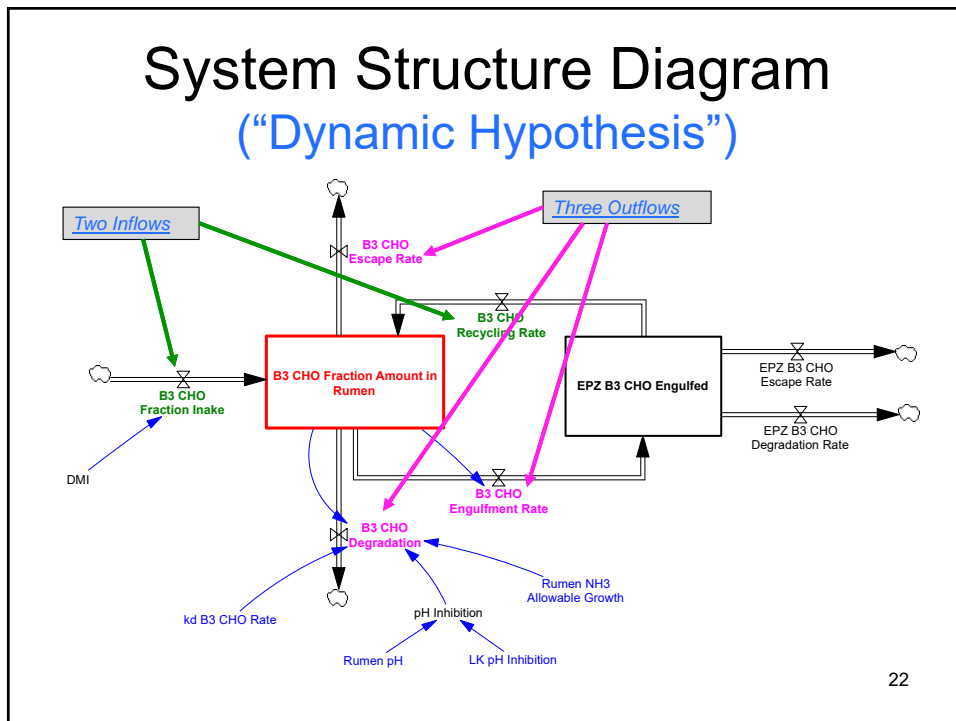 System Structure Diagram
(“Dynamic Hypothesis”)
Two Inflows
Three Outflows
B3 CHO
Escape Rate
B3 CHO
Recycling Rate
B3 CHO Fraction Amount in
Rumen
EPZ B3 CHO Engulfed
EPZ B3 CHO
Escape Rate
B3 CHO
Fraction Inake
EPZ B3 CHO
Degradation Rate
DMI
B3 CHO
Engulfment Rate
B3 CHO
Degradation
Rumen NH3
Allowable Growth
kd B3 CHO Rate
pH Inhibition
Rumen pH
LK pH Inhibition
22